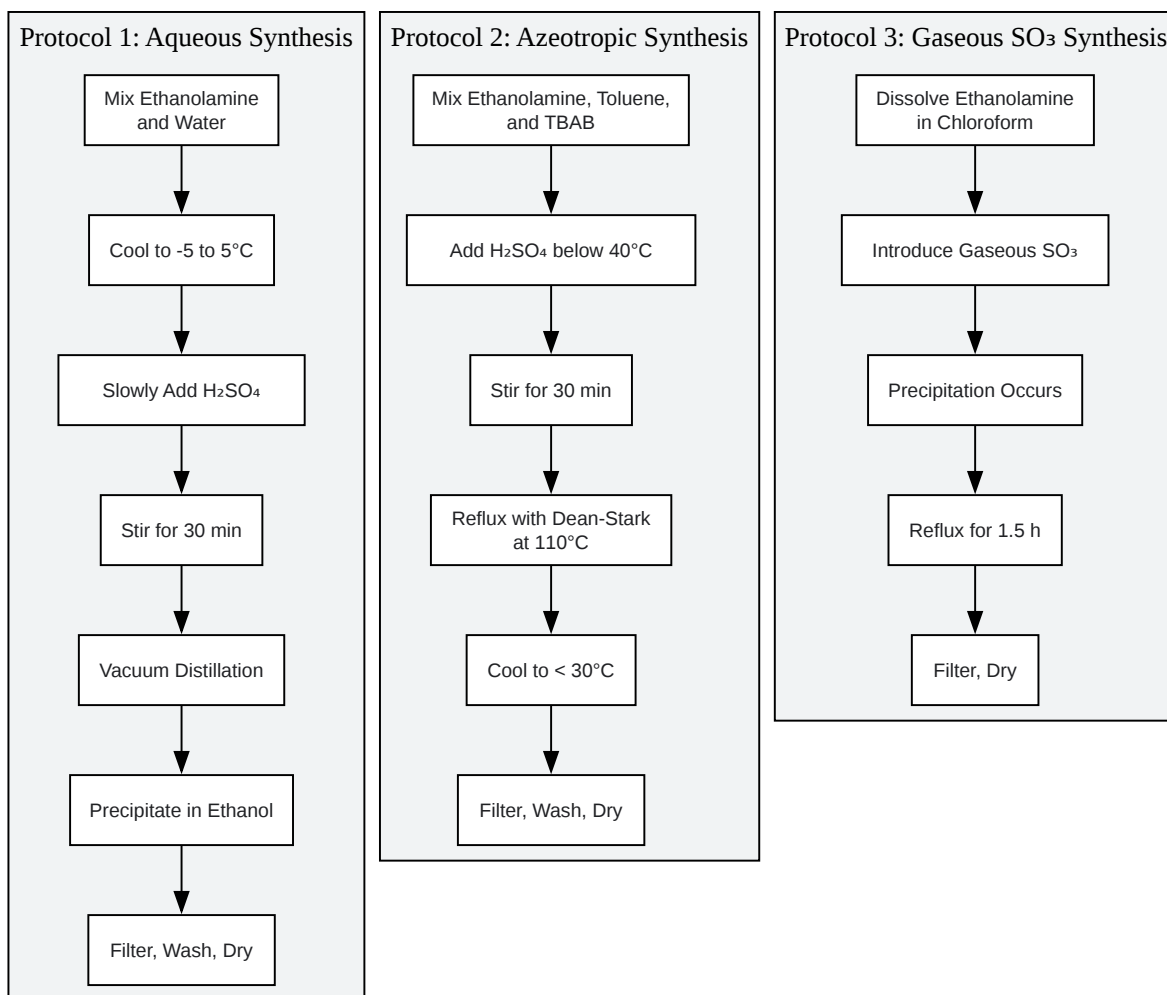 Protocol 1: Aqueous Synthesis
Mix Ethanolamine
and Water
Cool to -5 to 5°C
Slowly Add H₂SO₄
Stir for 30 min
Vacuum Distillation
Precipitate in Ethanol
Filter, Wash, Dry
Protocol 2: Azeotropic Synthesis
Mix Ethanolamine, Toluene,
and TBAB
Add H₂SO₄ below 40°C
Stir for 30 min
Reflux with Dean-Stark
at 110°C
Cool to < 30°C
Filter, Wash, Dry
Protocol 3: Gaseous SO₃ Synthesis
Dissolve Ethanolamine
in Chloroform
Introduce Gaseous SO₃
Precipitation Occurs
Reflux for 1.5 h
Filter, Dry